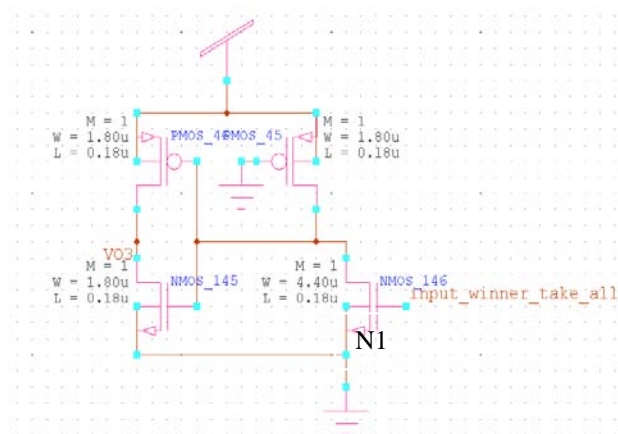 M = 1
W = 1.80u
L = 0.18u
PMOS_45
M = 1
W = 1.80u
L = 0.18u
VO3
M = 1
W = 1.80u
L = 0.18u
NMOS_145
M = 1
W = 4.40u
L = 0.18u
NMOS_146
input_winner_take_all
N1